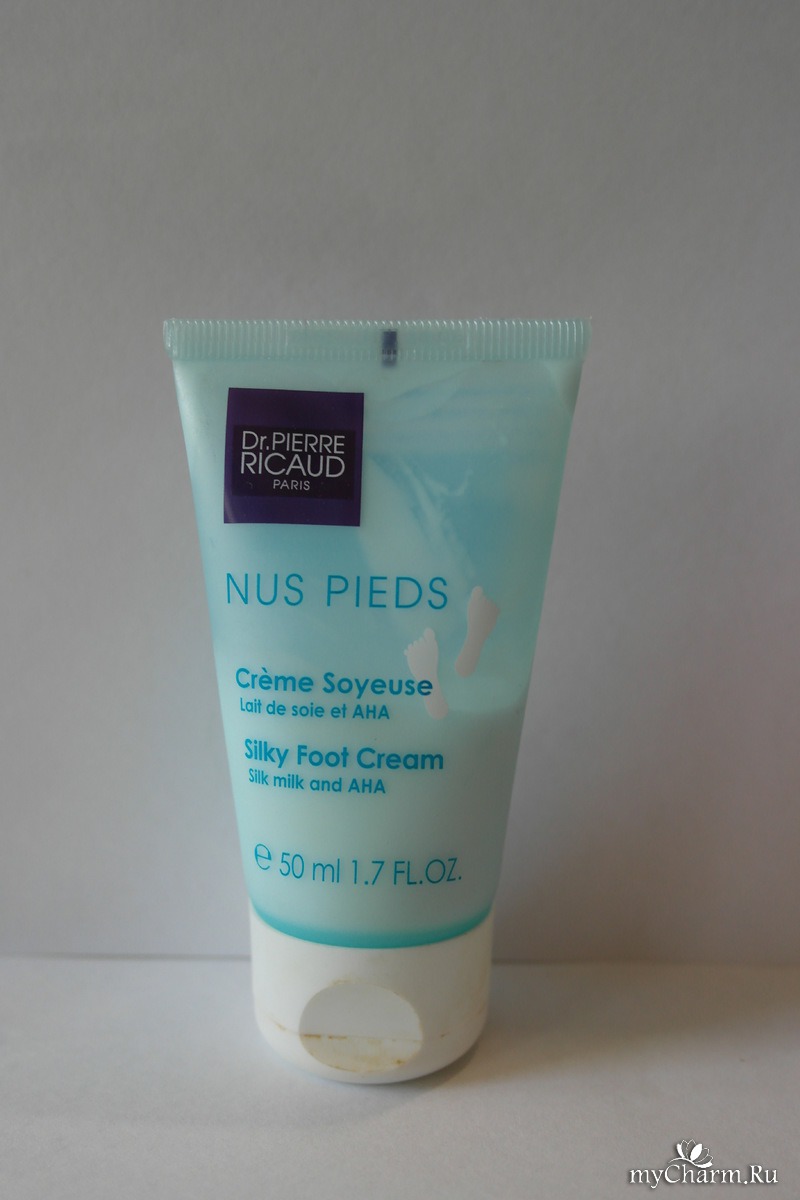 Dr.PIERRE
RICAUD
PARIS
NUS PIEDS
Crème Soyeuse
Lait de soie et AHA
Silky Foot Cream
Silk milk and AHA
℮ 50 ml 1.7 FL.OZ.
myCharm.Ru